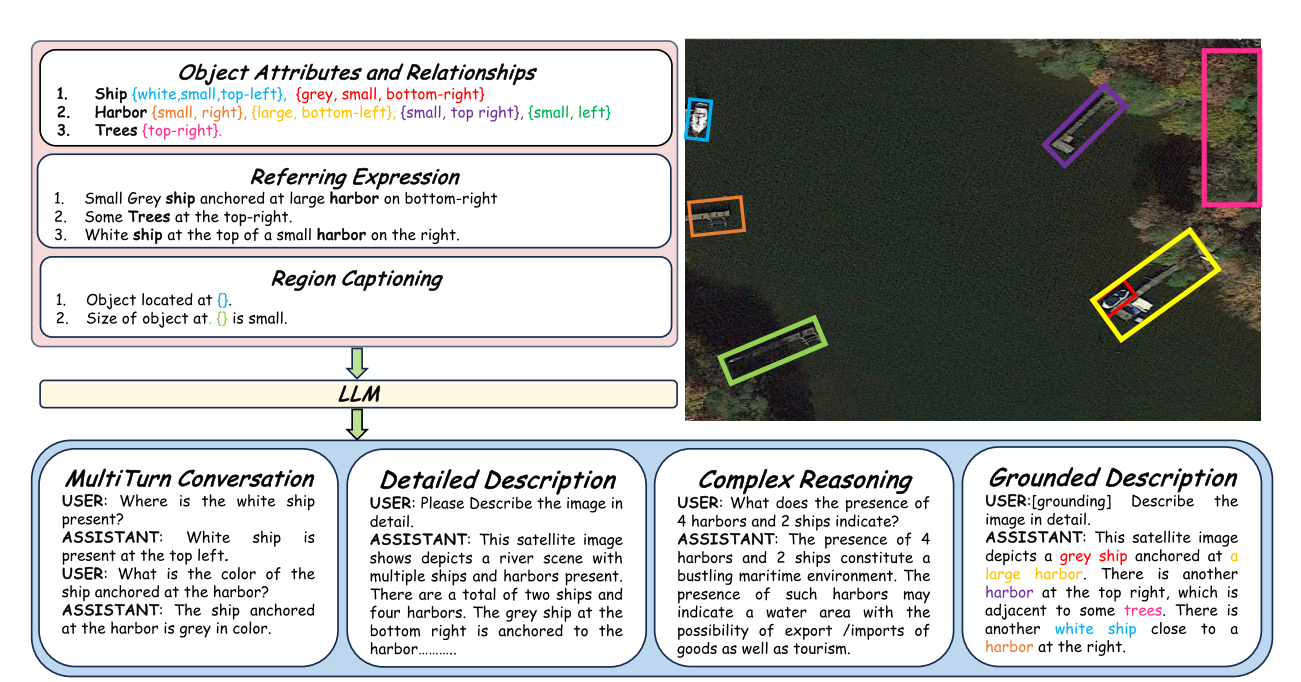 Object Attributes and Relationships
1. Ship {white,small,top-left}, {grey, small, bottom-right}
2. Harbor {small, right}, {large, bottom-left}, {small, top right}, {small, left}
3. Trees {top-right}.
Referring Expression
1. Small Grey ship anchored at large harbor on bottom-right
2. Some Trees at the top-right.
3. White ship at the top of a small harbor on the right.
Region Captioning
1. Object located at {}.
2. Size of object at. {} is small.
LLM
MultiTurn Conversation
USER: Where is the white ship
present?
ASSISTANT: White ship is
present at the top left.
USER: What is the color of the
ship anchored at the harbor?
ASSISTANT: The ship anchored
at the harbor is grey in color.
Detailed Description
USER: Please Describe the image in
detail.
ASSISTANT: This satellite image
shows depicts a river scene with
multiple ships and harbors present.
There are a total of two ships and
four harbors. The grey ship at the
bottom right is anchored to the
harbor...........
Complex Reasoning
USER: What does the presence of
4 harbors and 2 ships indicate?
ASSISTANT: The presence of 4
harbors and 2 ships constitute a
bustling maritime environment. The
presence of such harbors may
indicate a water area with the
possibility of export /imports of
goods as well as tourism.
Grounded Description
USER:[grounding] Describe the
image in detail.
ASSISTANT: This satellite image
depicts a grey ship anchored at a
large harbor. There is another
harbor at the top right, which is
adjacent to some trees. There is
another white ship close to a
harbor at the right.